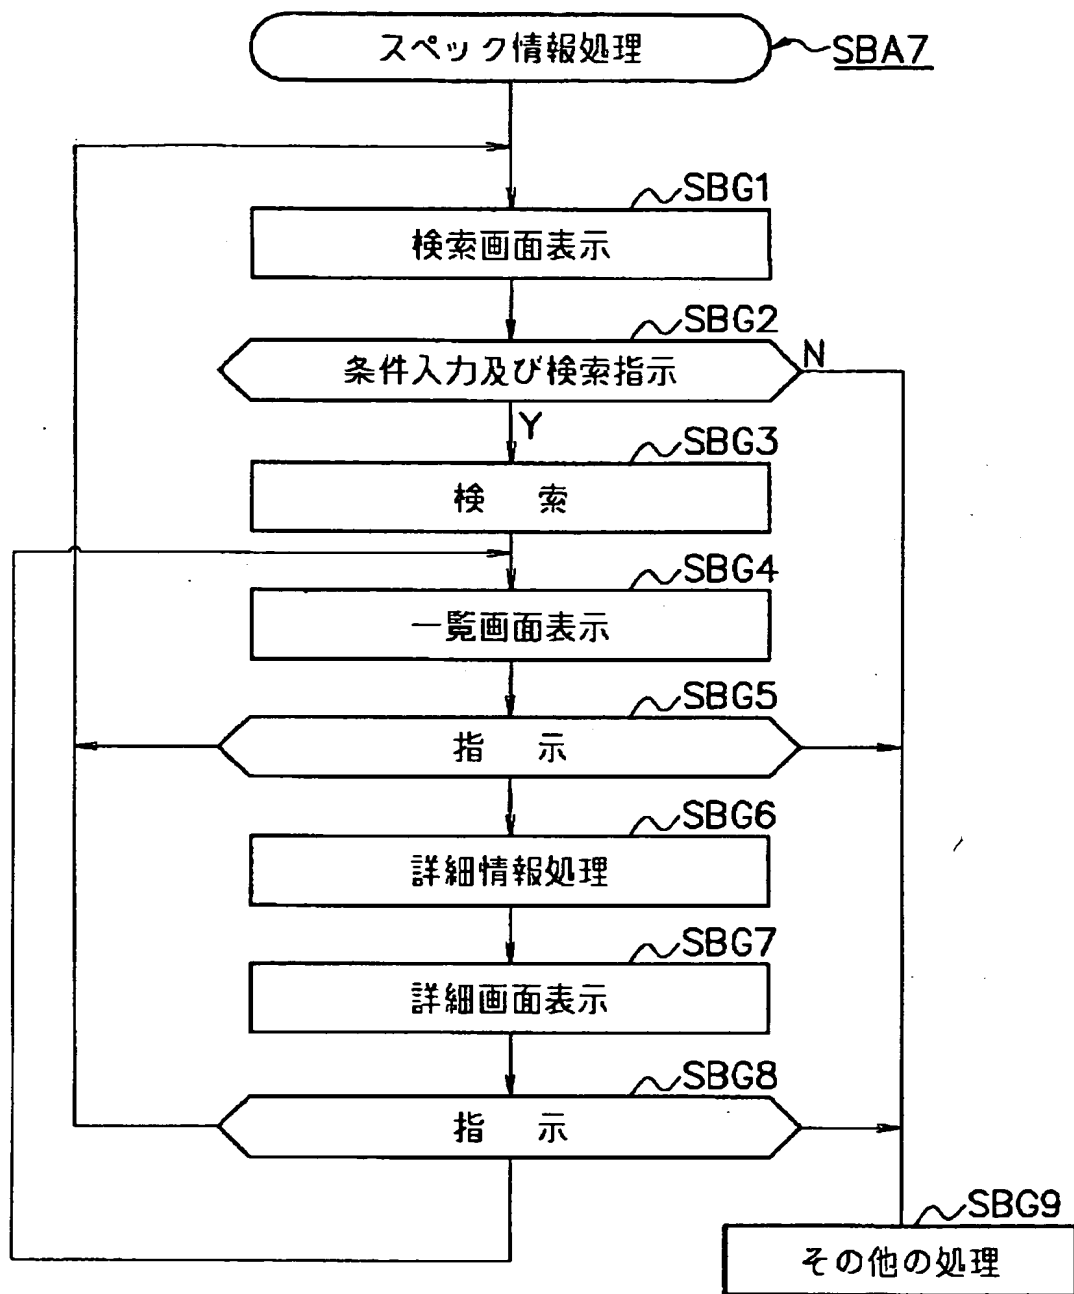 スペック情報処理
SBA7
SBG1
検索画面表示
SBG2
条件入力及び検索指示
N
Y
SBG3
検 索
SBG4
一覧画面表示
SBG5
指 示
SBG6
詳細情報処理
SBG7
詳細画面表示
SBG8
指 示
SBG9
その他の処理